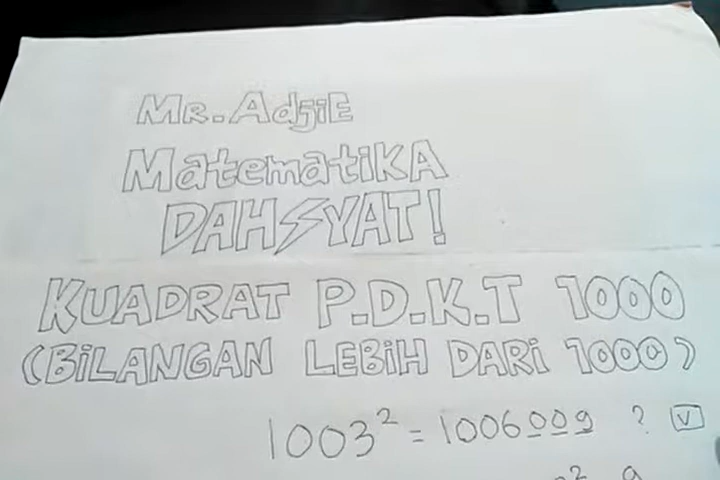 MR. AdjiE
MatematiKA
DAHSYAT!
KUADRAT P.D.K.T 1000
(BiLANGAN LEBiH DARi 1000)
1003² = 1006009 ? V